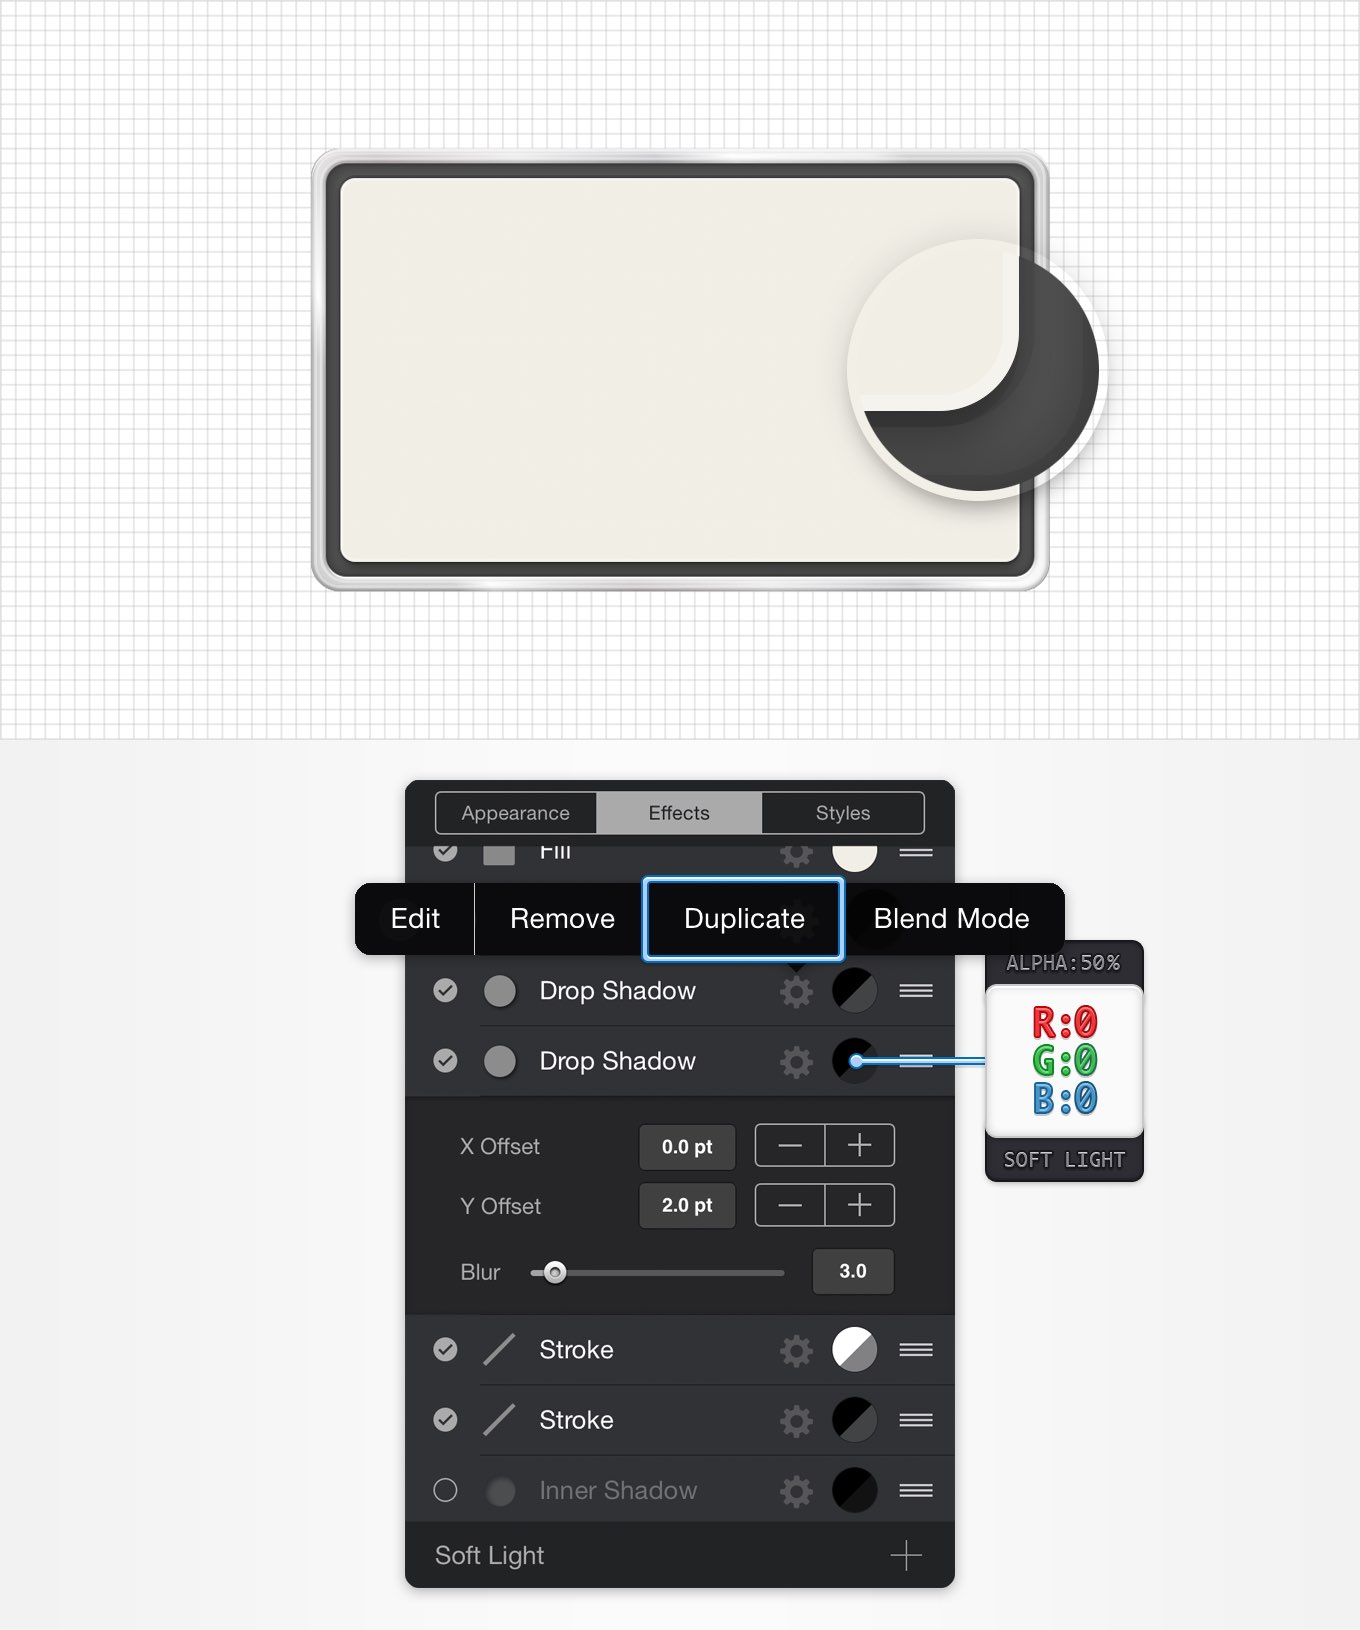 Appearance Effects Styles
Fill
Edit Remove Duplicate Blend Mode
ALPHA:50%
Drop Shadow
R:0
G:0
B:0
Drop Shadow
X Offset 0.0 pt
SOFT LIGHT
Y Offset 2.0 pt
Blur 3.0
Stroke
Stroke
Inner Shadow
Soft Light